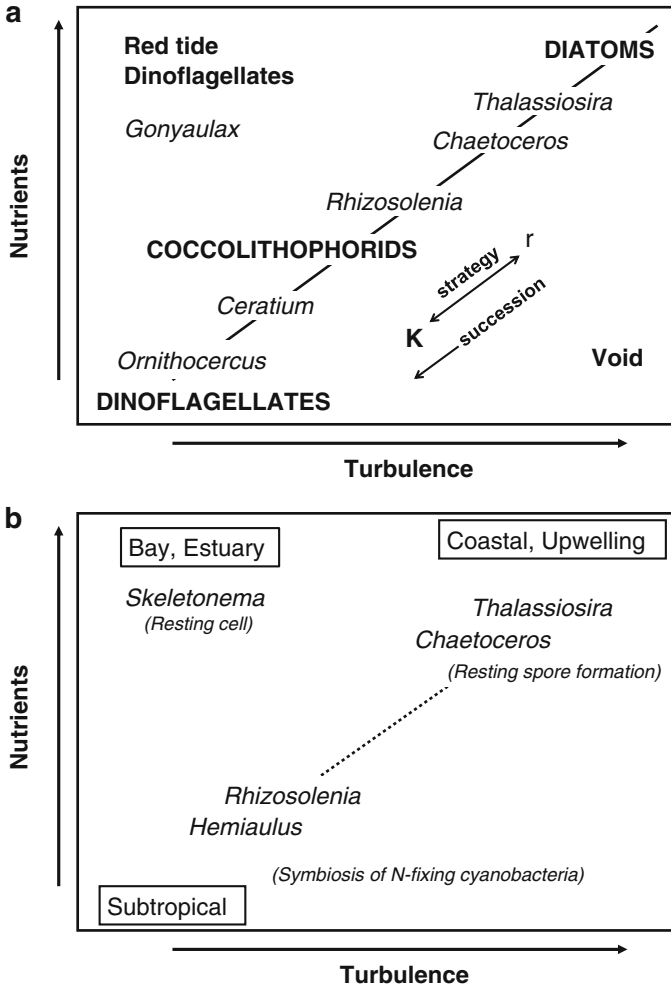 a
Red tide
Dinoflagellates
DIATOMS
Thalassiosira
Gonyaulax
Chaetoceros
Rhizosolenia
r
COCCOLITHOPHORIDS
strategy
Ceratium
succession
K
Ornithocercus
Void
DINOFLAGELLATES
Nutrients
Turbulence
b
Bay, Estuary
Coastal, Upwelling
Skeletonema
(Resting cell)
Thalassiosira
Chaetoceros
(Resting spore formation)
Rhizosolenia
Hemiaulus
(Symbiosis of N-fixing cyanobacteria)
Subtropical
Nutrients
Turbulence